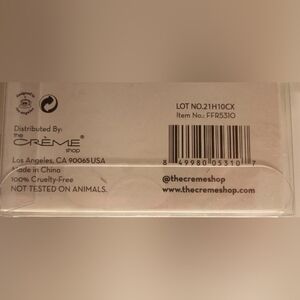 LOT NO.21H10CX
Item No.: FFR5310
Distributed By:
the
CRÈME®
shop
Los Angeles, CA 90065 USA
Made in China
100% Cruelty-Free
NOT TESTED ON ANIMALS.
8 49980 05310 7
@thecremeshop
www.thecremeshop.com